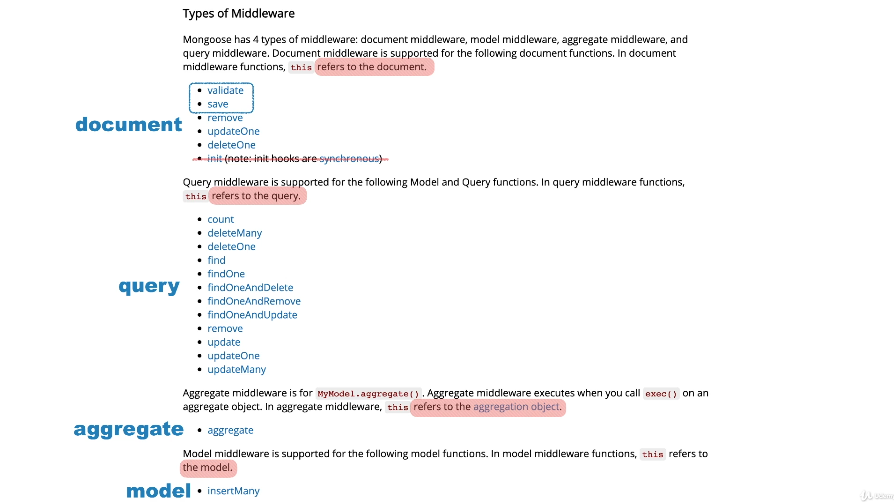 Types of Middleware
Mongoose has 4 types of middleware: document middleware, model middleware, aggregate middleware, and
query middleware. Document middleware is supported for the following document functions. In document
middleware functions, this refers to the document.
document
• validate
• save
• remove
• updateOne
• deleteOne
• init (note: init hooks are synchronous)
Query middleware is supported for the following Model and Query functions. In query middleware functions,
this refers to the query.
query
• count
• deleteMany
• deleteOne
• find
• findOne
• findOneAndDelete
• findOneAndRemove
• findOneAndUpdate
• remove
• update
• updateOne
• updateMany
Aggregate middleware is for MyModel.aggregate(). Aggregate middleware executes when you call exec() on an
aggregate object. In aggregate middleware, this refers to the aggregation object.
aggregate
• aggregate
Model middleware is supported for the following model functions. In model middleware functions, this refers to
the model.
model
• insertMany